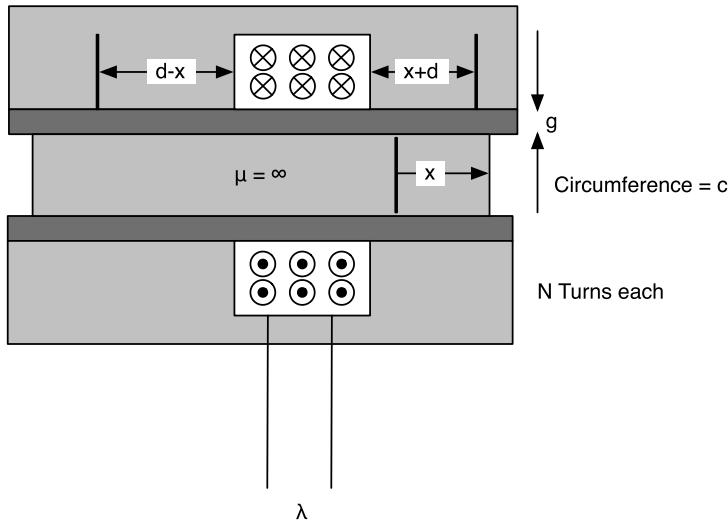 d-x
x+d
g
μ = ∞
x
Circumference = c
N Turns each
λ